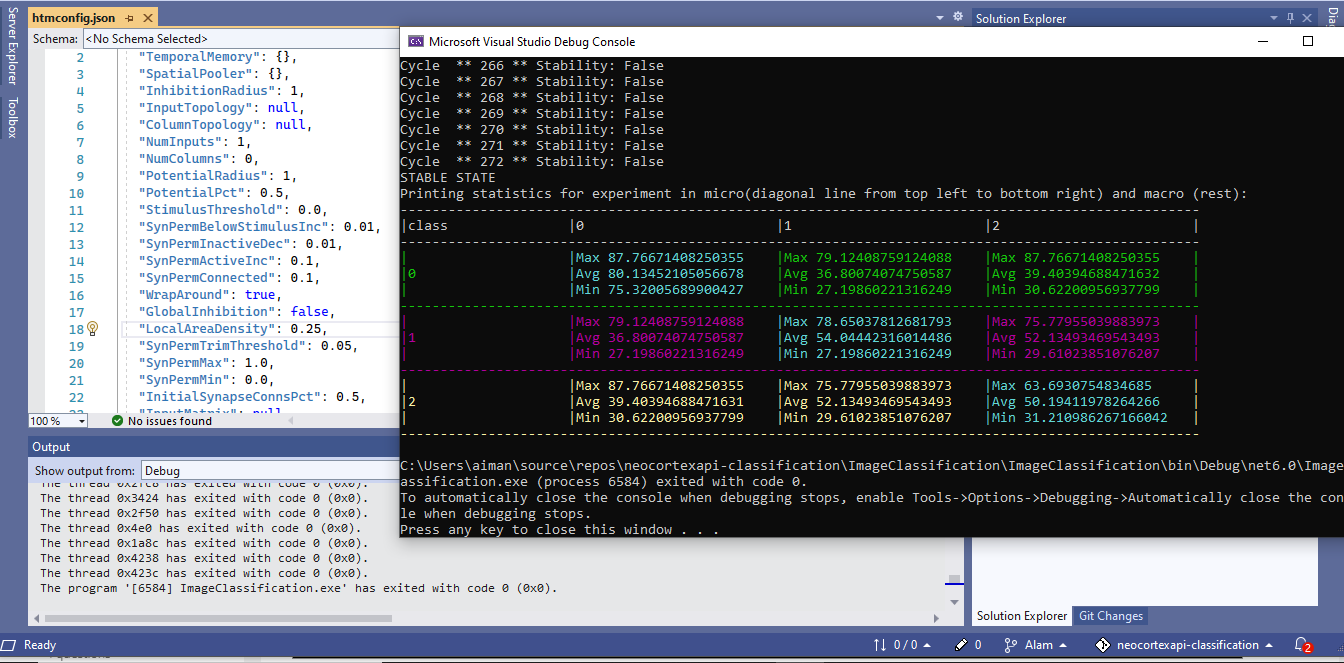 Server Explorer
Toolbox
htmconfig.json
Schema: <No Schema Selected>
2 "TemporalMemory": {},
3 "SpatialPooler": {},
4 "InhibitionRadius": 1,
5 "InputTopology": null,
6 "ColumnTopology": null,
7 "NumInputs": 1,
8 "NumColumns": 0,
9 "PotentialRadius": 1,
10 "PotentialPct": 0.5,
11 "StimulusThreshold": 0.0,
12 "SynPermBelowStimulusInc": 0.01,
13 "SynPermInactiveDec": 0.01,
14 "SynPermActiveInc": 0.1,
15 "SynPermConnected": 0.1,
16 "WrapAround": true,
17 "GlobalInhibition": false,
18 "LocalAreaDensity": 0.25,
19 "SynPermTrimThreshold": 0.05,
20 "SynPermMax": 1.0,
21 "SynPermMin": 0.0,
22 "InitialSynapseConnsPct": 0.5,
23 "InputMatrix": null
100 % No issues found
Output
Show output from: Debug
The thread 0x2fc8 has exited with code 0 (0x0).
The thread 0x3424 has exited with code 0 (0x0).
The thread 0x2f50 has exited with code 0 (0x0).
The thread 0x4e0 has exited with code 0 (0x0).
The thread 0x1a8c has exited with code 0 (0x0).
The thread 0x4238 has exited with code 0 (0x0).
The thread 0x423c has exited with code 0 (0x0).
The program '[6584] ImageClassification.exe' has exited with code 0 (0x0).
Solution Explorer
Microsoft Visual Studio Debug Console
Cycle ** 266 ** Stability: False
Cycle ** 267 ** Stability: False
Cycle ** 268 ** Stability: False
Cycle ** 269 ** Stability: False
Cycle ** 270 ** Stability: False
Cycle ** 271 ** Stability: False
Cycle ** 272 ** Stability: False
STABLE STATE
Printing statistics for experiment in micro(diagonal line from top left to bottom right) and macro (rest):
|class |0 |1 |2 |
| |Max 87.76671408250355 |Max 79.12408759124088 |Max 87.76671408250355 |
|0 |Avg 80.13452105056678 |Avg 36.80074074750587 |Avg 39.40394688471632 |
| |Min 75.32005689900427 |Min 27.19860221316249 |Min 30.62200956937799 |
| |Max 79.12408759124088 |Max 78.65037812681793 |Max 75.77955039883973 |
|1 |Avg 36.80074074750587 |Avg 54.04442316014486 |Avg 52.13493469543493 |
| |Min 27.19860221316249 |Min 27.19860221316249 |Min 29.61023851076207 |
| |Max 87.76671408250355 |Max 75.77955039883973 |Max 63.6930754834685 |
|2 |Avg 39.40394688471631 |Avg 52.13493469543493 |Avg 50.19411978264266 |
| |Min 30.62200956937799 |Min 29.61023851076207 |Min 31.210986267166042 |
C:\Users\aiman\source\repos\neocortexapi-classification\ImageClassification\ImageClassification\bin\Debug\net6.0\Image
assification.exe (process 6584) exited with code 0.
To automatically close the console when debugging stops, enable Tools->Options->Debugging->Automatically close the con
le when debugging stops.
Press any key to close this window . . .
Solution Explorer Git Changes
Ready 0 / 0 0 Alam neocortexapi-classification 2